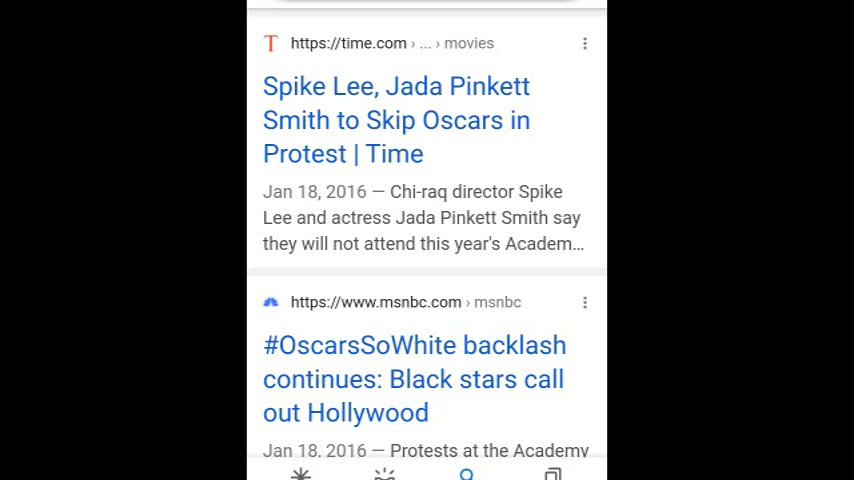 https://time.com › ... › movies
Spike Lee, Jada Pinkett
Smith to Skip Oscars in
Protest | Time
Jan 18, 2016 — Chi-raq director Spike
Lee and actress Jada Pinkett Smith say
they will not attend this year's Academ...
https://www.msnbc.com › msnbc
#OscarsSoWhite backlash
continues: Black stars call
out Hollywood
Jan 18, 2016 — Protests at the Academy